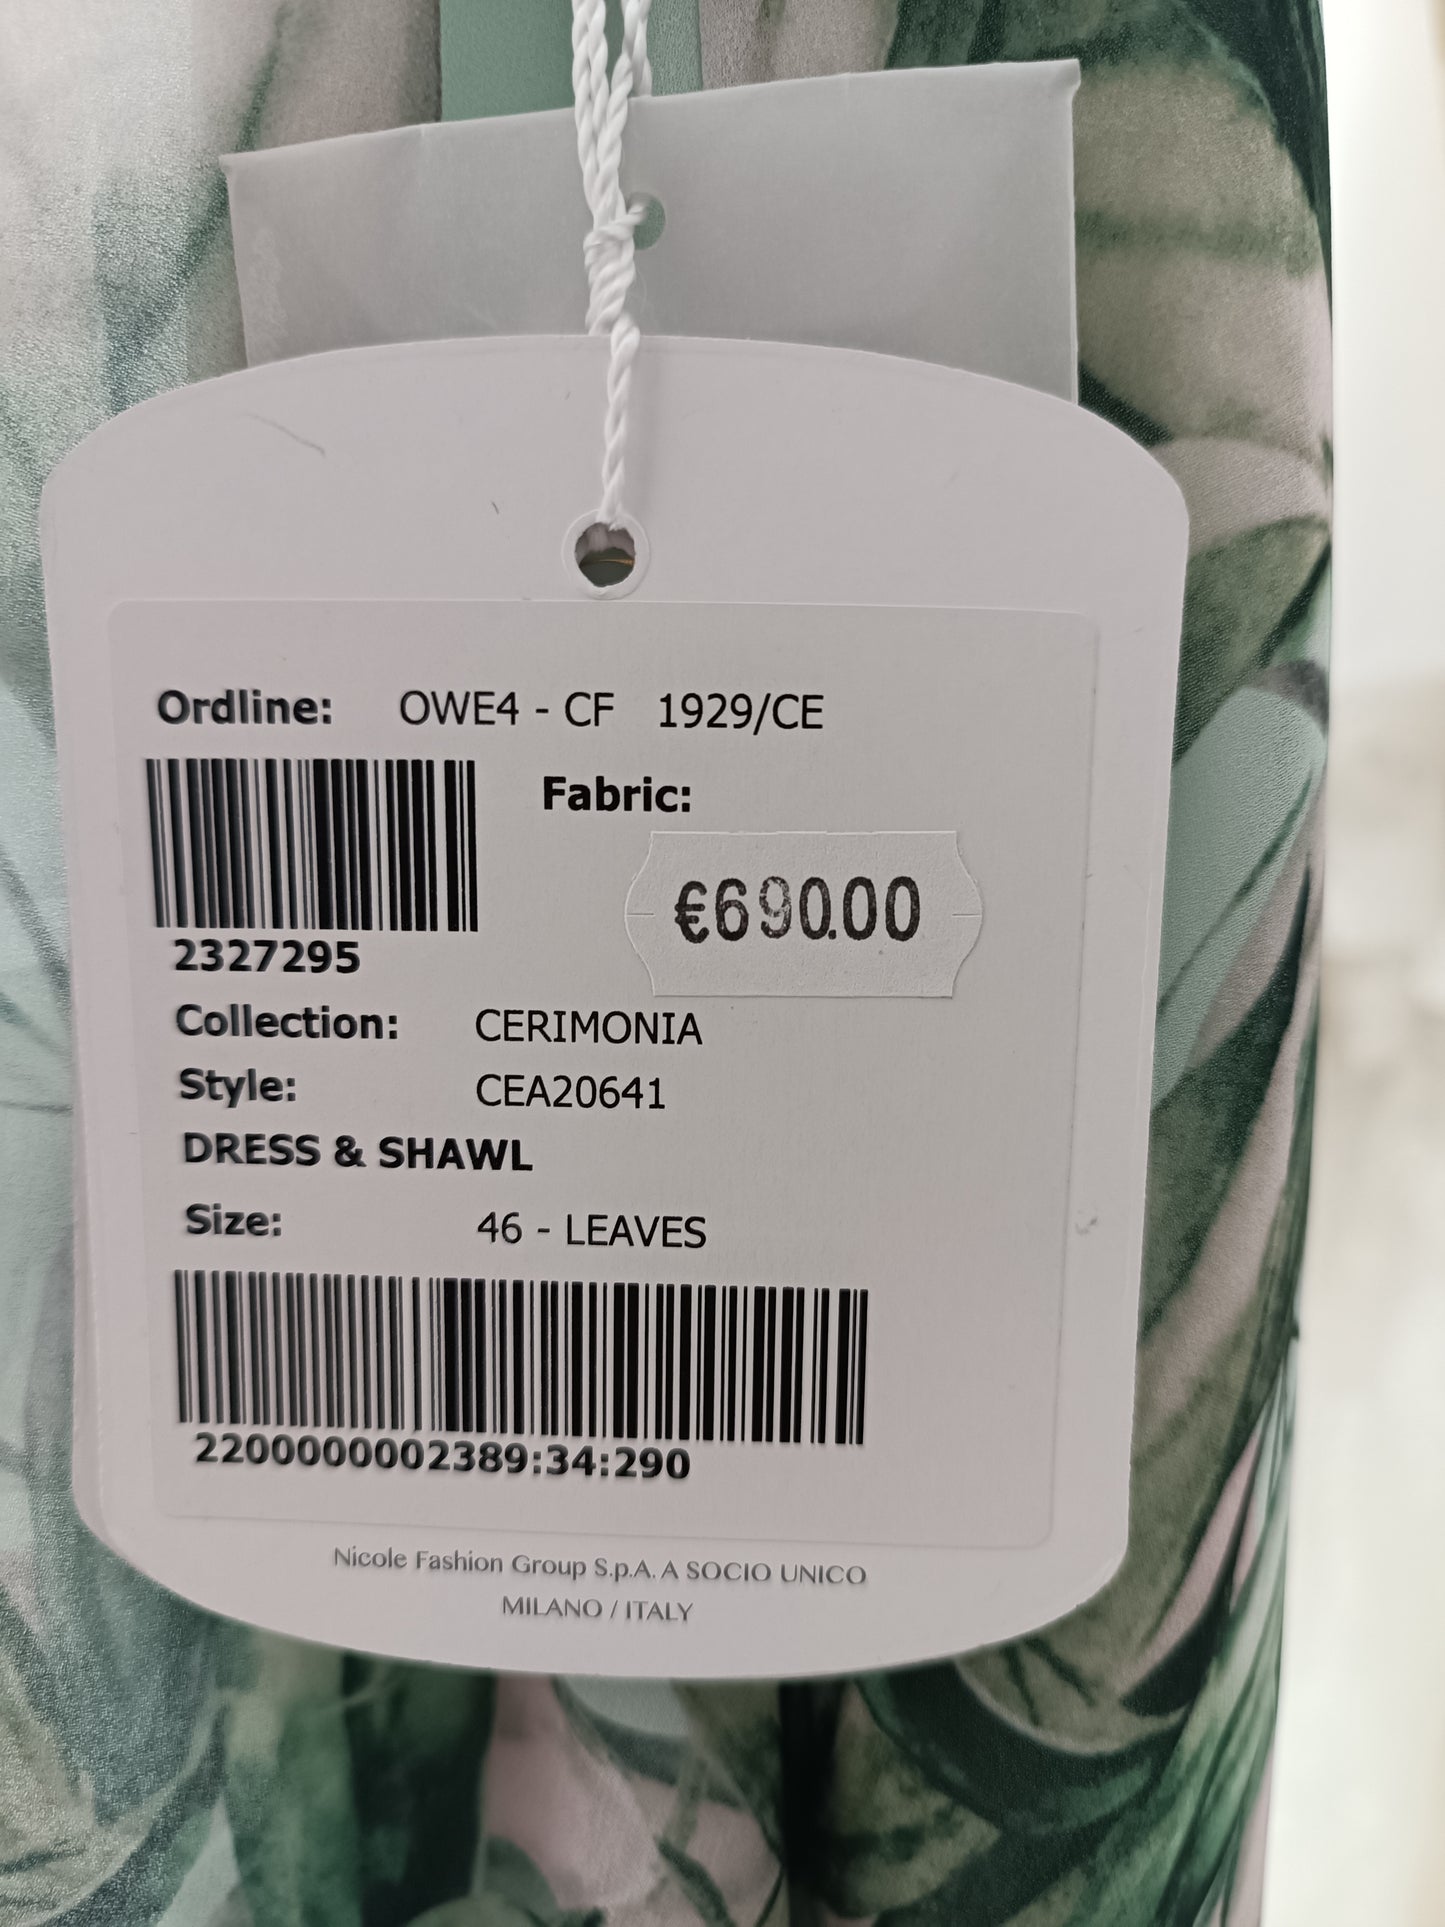 Ordline: OWE4 - CF 1929/CE
Fabric:
€690.00
2327295
Collection: CERIMONIA
Style: CEA20641
DRESS & SHAWL
Size: 46 - LEAVES
2200000002389:34:290
Nicole Fashion Group S.p.A. A SOCIO UNICO
MILANO / ITALY